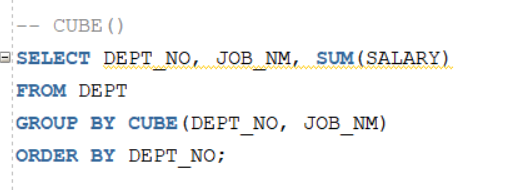 -- CUBE()
SELECT DEPT_NO, JOB_NM, SUM(SALARY)
FROM DEPT
GROUP BY CUBE(DEPT_NO, JOB_NM)
ORDER BY DEPT_NO;